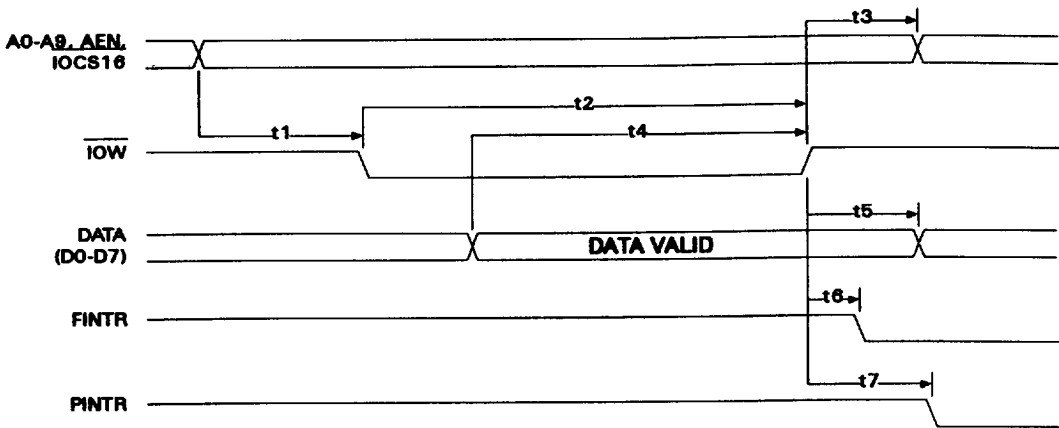 t3
A0-A9, AEN,
IOCS16
t2
t1
t4
IOW
t5
DATA
(D0-D7)
DATA VALID
t6
FINTR
t7
PINTR